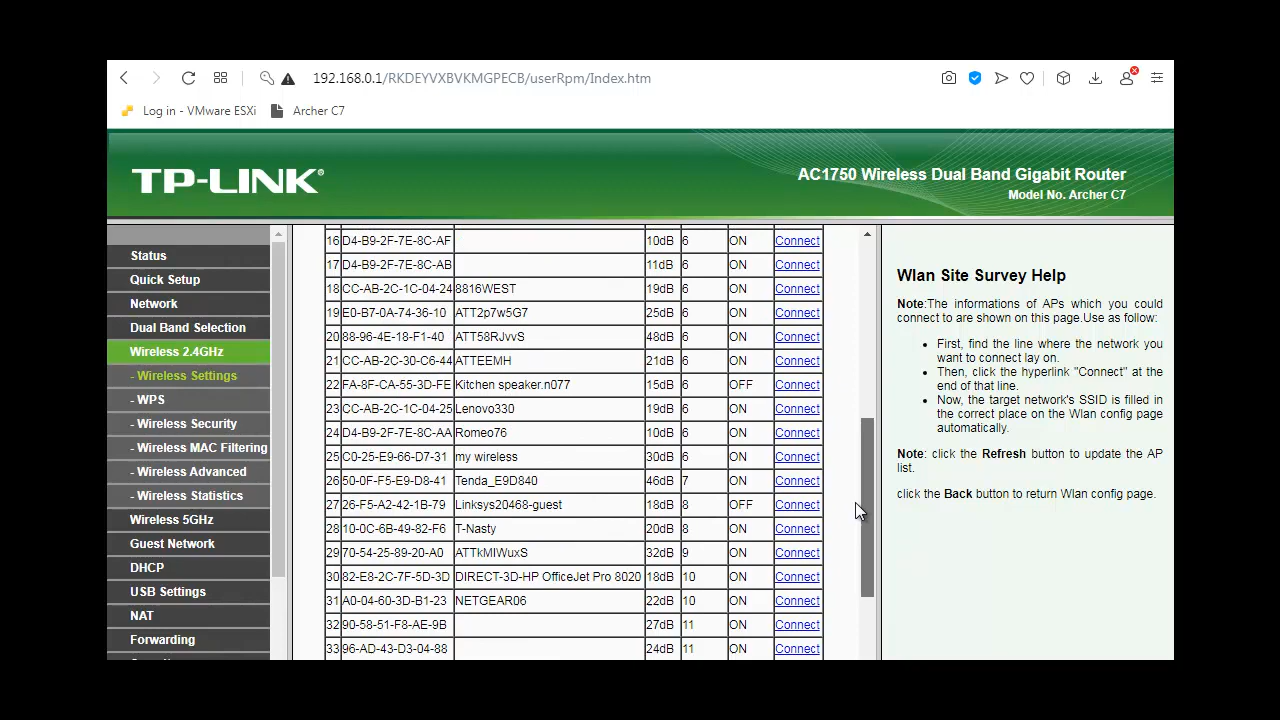 192.168.0.1/RKDEYVXBVKMGPECB/userRpm/Index.htm
Log in - VMware ESXi Archer C7
TP-LINK®
AC1750 Wireless Dual Band Gigabit Router
Model No. Archer C7
Status
Quick Setup
Network
Dual Band Selection
Wireless 2.4GHz
- Wireless Settings
- WPS
- Wireless Security
- Wireless MAC Filtering
- Wireless Advanced
- Wireless Statistics
Wireless 5GHz
Guest Network
DHCP
USB Settings
NAT
Forwarding
16 D4-B9-2F-7E-8C-AF 10dB 6 ON Connect
17 D4-B9-2F-7E-8C-AB 11dB 6 ON Connect
18 CC-AB-2C-1C-04-24 8816WEST 19dB 6 ON Connect
19 E0-B7-0A-74-36-10 ATT2p7w5G7 25dB 6 ON Connect
20 88-96-4E-18-F1-40 ATT58RJvvS 48dB 6 ON Connect
21 CC-AB-2C-30-C6-44 ATTEEMH 21dB 6 ON Connect
22 FA-8F-CA-55-3D-FE Kitchen speaker.n077 15dB 6 OFF Connect
23 CC-AB-2C-1C-04-25 Lenovo330 19dB 6 ON Connect
24 D4-B9-2F-7E-8C-AA Romeo76 10dB 6 ON Connect
25 C0-25-E9-66-D7-31 my wireless 30dB 6 ON Connect
26 50-0F-F5-E9-D8-41 Tenda_E9D840 46dB 7 ON Connect
27 26-F5-A2-42-1B-79 Linksys20468-guest 18dB 8 OFF Connect
28 10-0C-6B-49-82-F6 T-Nasty 20dB 8 ON Connect
29 70-54-25-89-20-A0 ATTkMIWuxS 32dB 9 ON Connect
30 82-E8-2C-7F-5D-3D DIRECT-3D-HP OfficeJet Pro 8020 18dB 10 ON Connect
31 A0-04-60-3D-B1-23 NETGEAR06 22dB 10 ON Connect
32 90-58-51-F8-AE-9B 27dB 11 ON Connect
33 96-AD-43-D3-04-88 24dB 11 ON Connect
Wlan Site Survey Help
Note:The informations of APs which you could
connect to are shown on this page.Use as follow:
• First, find the line where the network you
want to connect lay on.
• Then, click the hyperlink "Connect" at the
end of that line.
• Now, the target network's SSID is filled in
the correct place on the Wlan config page
automatically.
Note: click the Refresh button to update the AP
list.
click the Back button to return Wlan config page.